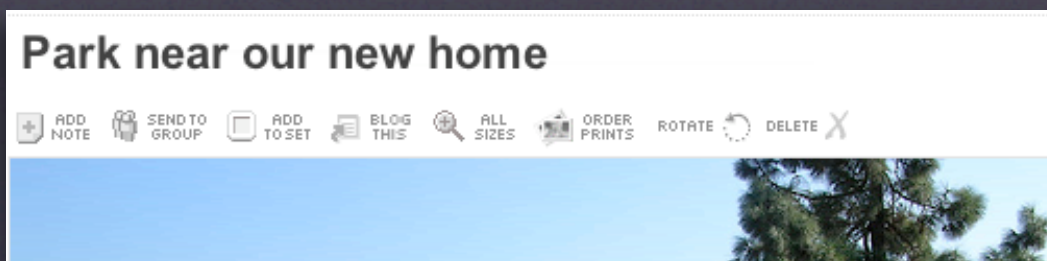 Park near our new home
ADD NOTE
SEND TO GROUP
ADD TO SET
BLOG THIS
ALL SIZES
ORDER PRINTS
ROTATE
DELETE